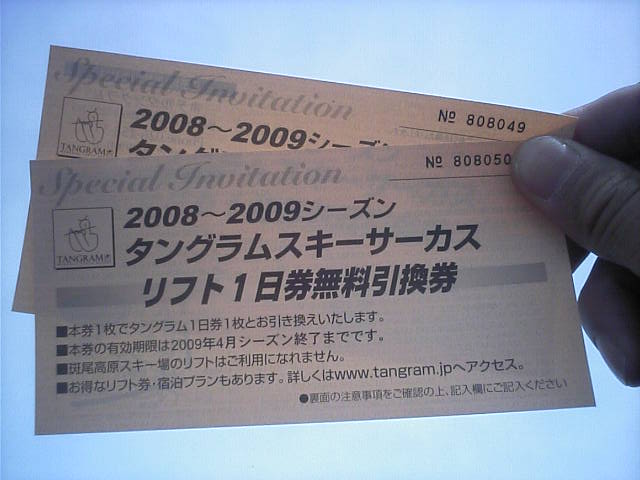 Special Invitation
№ 808049
2008〜2009シーズン
TANGRAM
タングラム
Special Invitation
№ 808050
2008〜2009シーズン
TANGRAM
タングラムスキーサーカス
リフト1日券無料引換券
■本券1枚でタングラム1日券1枚とお引き換えいたします。
■本券の有効期限は2009年4月シーズン終了までです。
■斑尾高原スキー場のリフトはご利用になれません。
■お得なリフト券・宿泊プランもあります。詳しくはwww.tangram.jpへアクセス。
●裏面の注意事項をご確認の上、記入欄にご記入ください